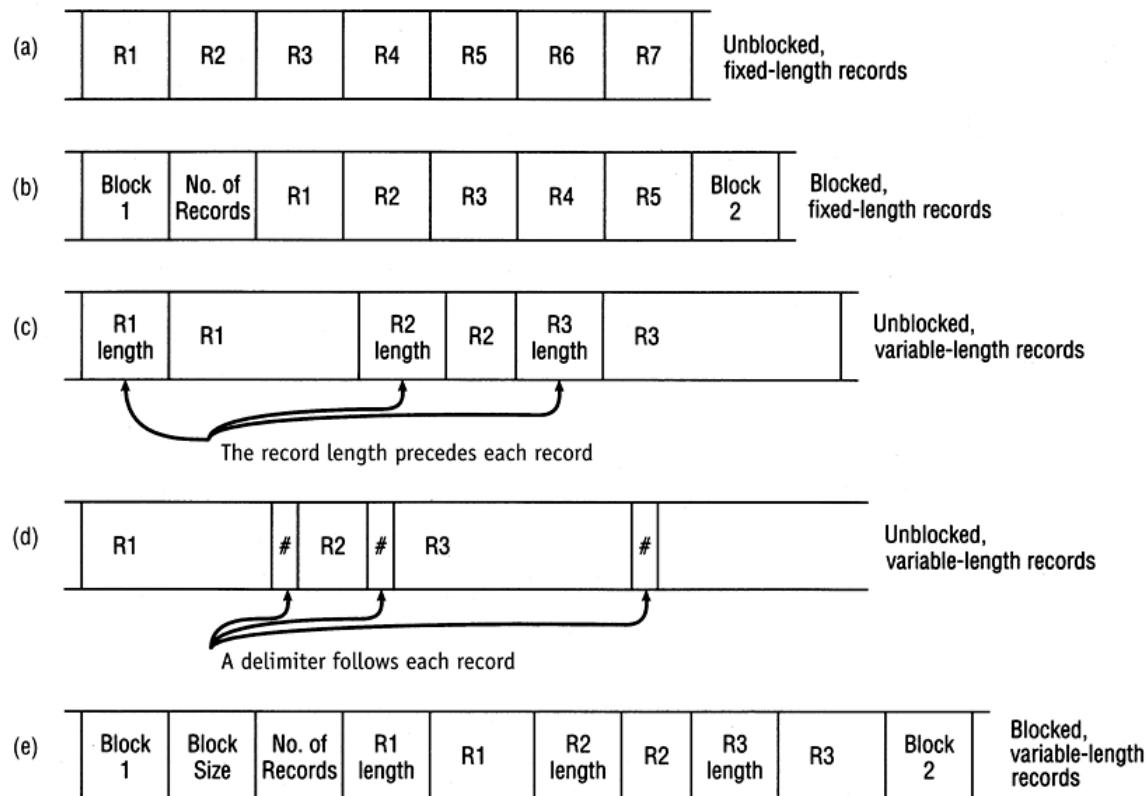 (a) R1 R2 R3 R4 R5 R6 R7 Unblocked,
fixed-length records
(b) Block
1 No. of
Records R1 R2 R3 R4 R5 Block
2 Blocked,
fixed-length records
(c) R1
length R1 R2
length R2 R3
length R3 Unblocked,
variable-length records
The record length precedes each record
(d) R1 # R2 # R3 # Unblocked,
variable-length records
A delimiter follows each record
(e) Block
1 Block
Size No. of
Records R1
length R1 R2
length R2 R3
length R3 Block
2 Blocked,
variable-length
records